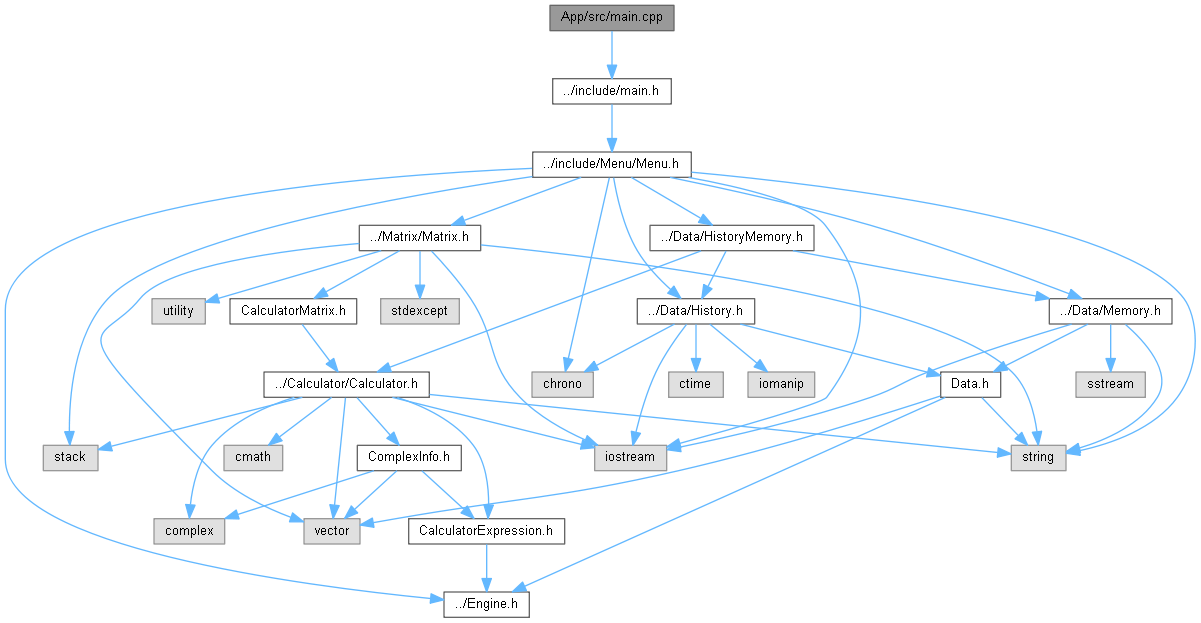 App/src/main.cpp
../include/main.h
../include/Menu/Menu.h
../Matrix/Matrix.h
../Data/HistoryMemory.h
utility
CalculatorMatrix.h
stdexcept
../Data/History.h
../Data/Memory.h
../Calculator/Calculator.h
chrono
ctime
iomanip
Data.h
sstream
stack
cmath
ComplexInfo.h
iostream
string
complex
vector
CalculatorExpression.h
../Engine.h